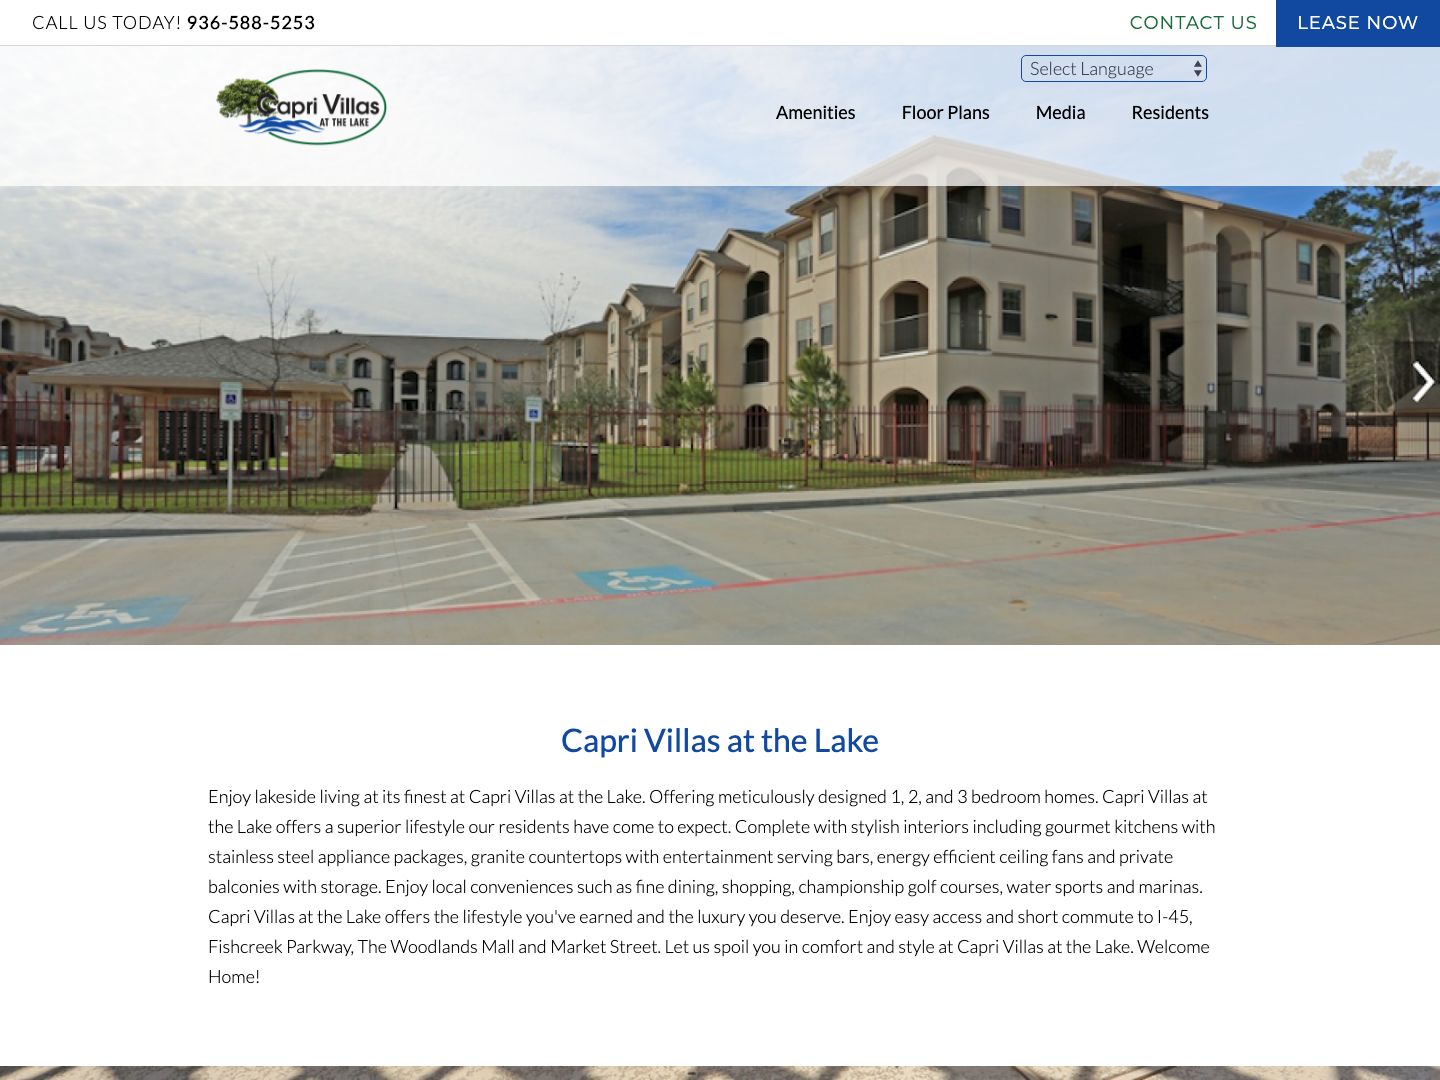 CALL US TODAY! 936-588-5253
CONTACT US
LEASE NOW
Select Language
Capri Villas
AT THE LAKE
Amenities
Floor Plans
Media
Residents
Capri Villas at the Lake
Enjoy lakeside living at its finest at Capri Villas at the Lake. Offering meticulously designed 1, 2, and 3 bedroom homes. Capri Villas at
the Lake offers a superior lifestyle our residents have come to expect. Complete with stylish interiors including gourmet kitchens with
stainless steel appliance packages, granite countertops with entertainment serving bars, energy efficient ceiling fans and private
balconies with storage. Enjoy local conveniences such as fine dining, shopping, championship golf courses, water sports and marinas.
Capri Villas at the Lake offers the lifestyle you've earned and the luxury you deserve. Enjoy easy access and short commute to I-45,
Fishcreek Parkway, The Woodlands Mall and Market Street. Let us spoil you in comfort and style at Capri Villas at the Lake. Welcome
Home!